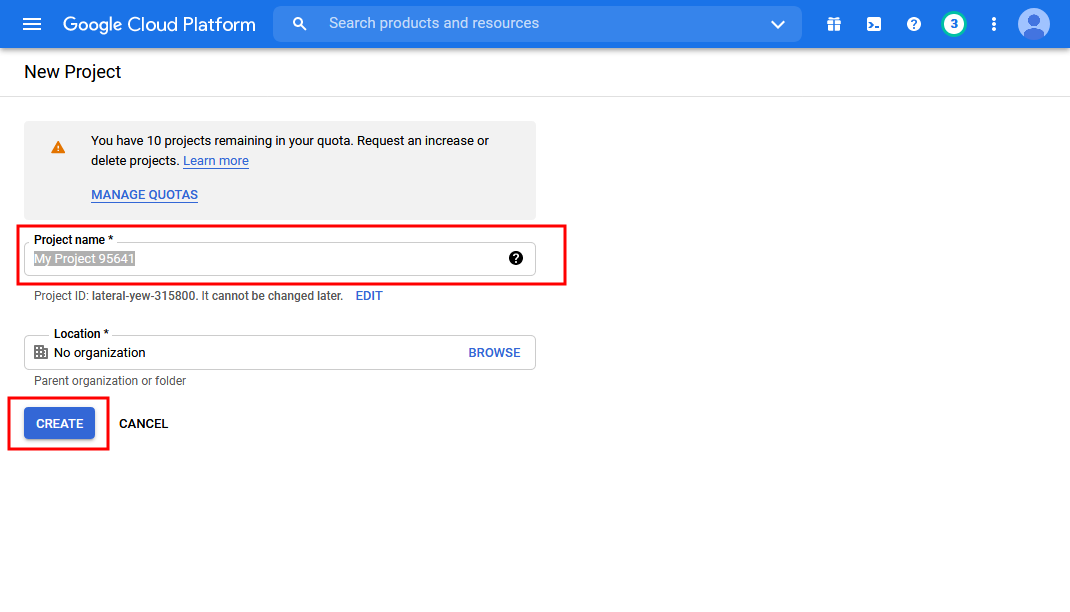 Google Cloud Platform
Search products and resources
3
New Project
You have 10 projects remaining in your quota. Request an increase or
delete projects. Learn more
MANAGE QUOTAS
Project name *
My Project 95641
Project ID: lateral-yew-315800. It cannot be changed later. EDIT
Location *
No organization BROWSE
Parent organization or folder
CREATE CANCEL